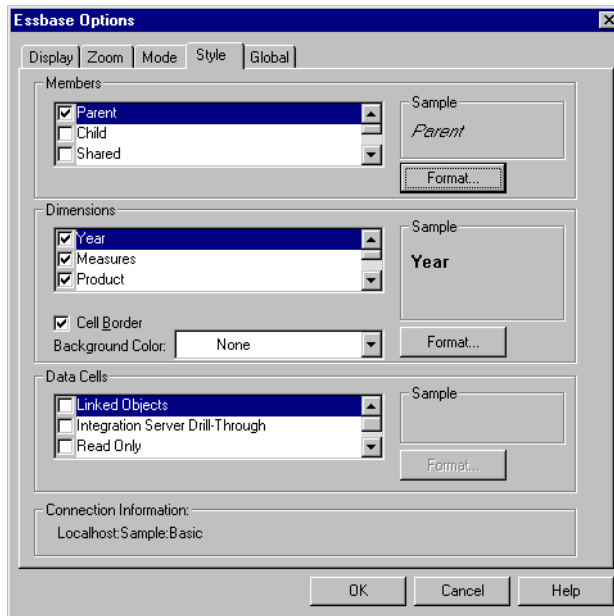 Essbase Options
Display Zoom Mode Style Global
Members
Parent
Child
Shared
Sample
Parent
Format...
Dimensions
Year
Measures
Product
Cell Border
Background Color: None
Sample
Year
Format...
Data Cells
Linked Objects
Integration Server Drill-Through
Read Only
Sample
Format...
Connection Information:
Localhost:Sample:Basic
OK Cancel Help